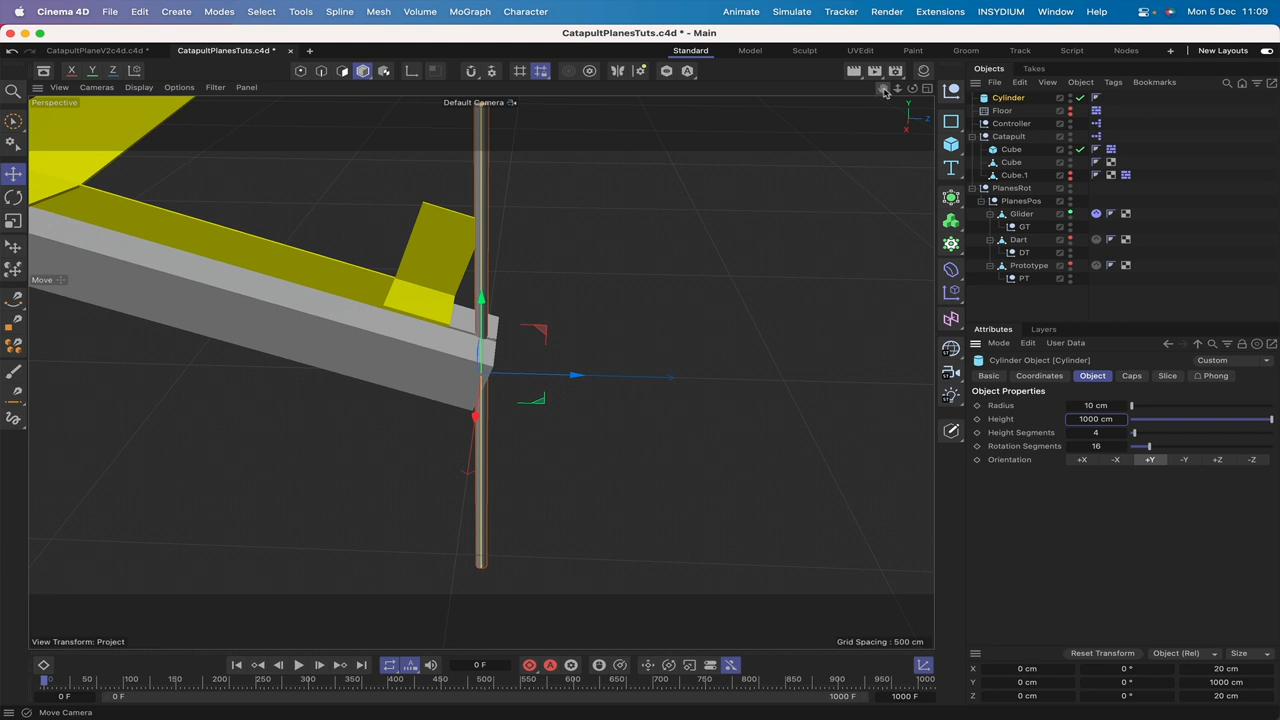 Cinema 4D File Edit Create Modes Select Tools Spline Mesh Volume MoGraph Character Animate Simulate Tracker Render Extensions INSYDIUM Window Help Mon 5 Dec 11:09
CatapultPlanesTuts.c4d * - Main
CatapultPlaneV2c4d.c4d * CatapultPlanesTuts.c4d * Standard Model Sculpt UVEdit Paint Groom Track Script Nodes New Layouts
X Y Z
Objects Takes
View Cameras Display Options Filter Panel
File Edit View Object Tags Bookmarks
Perspective Default Camera
Y
Z
X
Cylinder
Floor
Controller
Catapult
Cube
Cube
Cube.1
PlanesRot
PlanesPos
Glider
GT
Dart
DT
Prototype
PT
Move
Attributes Layers
Mode Edit User Data
Cylinder Object [Cylinder] Custom
Basic Coordinates Object Caps Slice Phong
Object Properties
Radius 10 cm
Height 1000 cm
Height Segments 4
Rotation Segments 16
Orientation +X -X +Y -Y +Z -Z
View Transform: Project Grid Spacing : 500 cm
Reset Transform Object (Rel) Size
0 F
X 0 cm 0 ° 20 cm
0 50 100 150 200 250 300 350 400 450 500 550 600 650 700 750 800 850 900 950 1000
Y 0 cm 0 ° 1000 cm
0 F 0 F 1000 F 1000 F
Z 0 cm 0 ° 20 cm
Move Camera